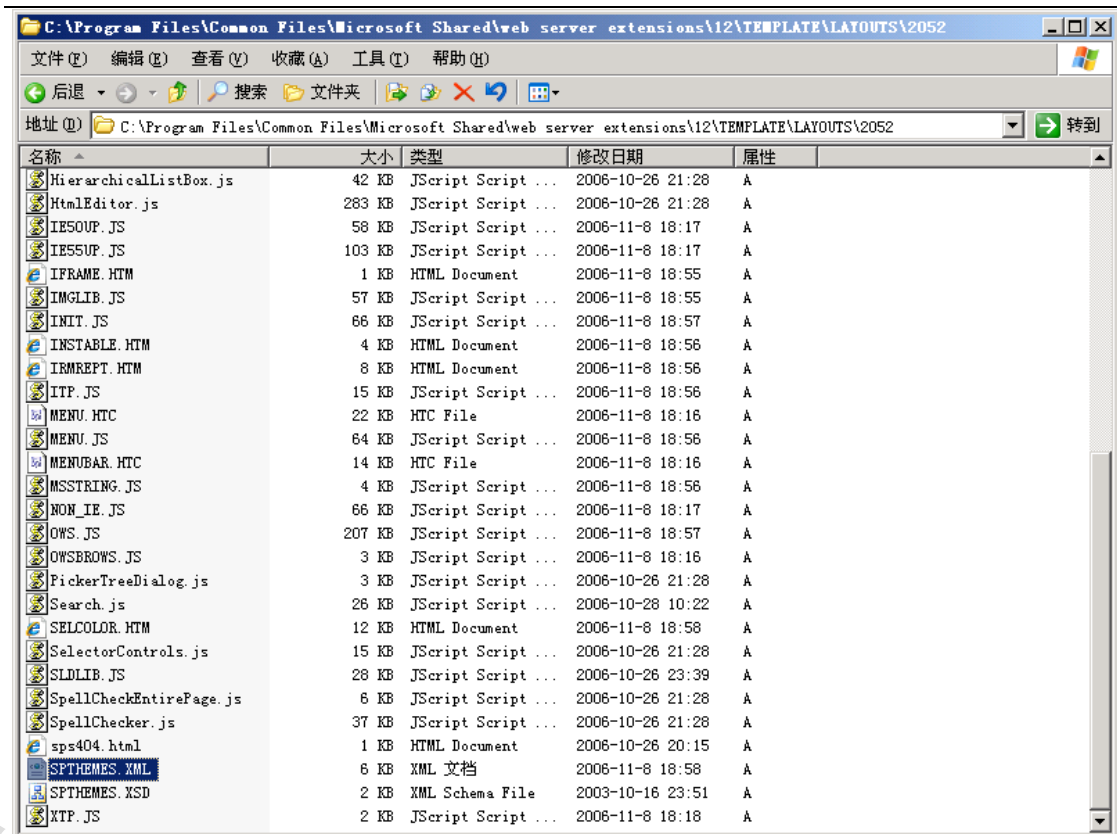 C:\Program Files\Common Files\Microsoft Shared\web server extensions\12\TEMPLATE\LAYOUTS\2052
文件(F) 编辑(E) 查看(V) 收藏(A) 工具(T) 帮助(H)
后退 搜索 文件夹
地址(D) C:\Program Files\Common Files\Microsoft Shared\web server extensions\12\TEMPLATE\LAYOUTS\2052 转到
名称 大小 类型 修改日期 属性
HierarchicalListBox.js 42 KB JScript Script ... 2006-10-26 21:28 A
HtmlEditor.js 283 KB JScript Script ... 2006-10-26 21:28 A
IE50UP.JS 58 KB JScript Script ... 2006-11-8 18:17 A
IE55UP.JS 103 KB JScript Script ... 2006-11-8 18:17 A
IFRAME.HTM 1 KB HTML Document 2006-11-8 18:55 A
IMGLIB.JS 57 KB JScript Script ... 2006-11-8 18:55 A
INIT.JS 66 KB JScript Script ... 2006-11-8 18:57 A
INSTABLE.HTM 4 KB HTML Document 2006-11-8 18:56 A
IRMREPT.HTM 8 KB HTML Document 2006-11-8 18:56 A
ITP.JS 15 KB JScript Script ... 2006-11-8 18:56 A
MENU.HTC 22 KB HTC File 2006-11-8 18:16 A
MENU.JS 64 KB JScript Script ... 2006-11-8 18:56 A
MENUBAR.HTC 14 KB HTC File 2006-11-8 18:16 A
MSSTRING.JS 4 KB JScript Script ... 2006-11-8 18:56 A
NON_IE.JS 66 KB JScript Script ... 2006-11-8 18:17 A
OWS.JS 207 KB JScript Script ... 2006-11-8 18:57 A
OWSBROWS.JS 3 KB JScript Script ... 2006-11-8 18:16 A
PickerTreeDialog.js 3 KB JScript Script ... 2006-10-26 21:28 A
Search.js 26 KB JScript Script ... 2006-10-28 10:22 A
SELCOLOR.HTM 12 KB HTML Document 2006-11-8 18:58 A
SelectorControls.js 15 KB JScript Script ... 2006-10-26 21:28 A
SLDLIB.JS 28 KB JScript Script ... 2006-10-26 23:39 A
SpellCheckEntirePage.js 6 KB JScript Script ... 2006-10-26 21:28 A
SpellChecker.js 37 KB JScript Script ... 2006-10-26 21:28 A
sps404.html 1 KB HTML Document 2006-10-26 20:15 A
SPTHEMES.XML 6 KB XML 文档 2006-11-8 18:58 A
SPTHEMES.XSD 2 KB XML Schema File 2003-10-16 23:51 A
XTP.JS 2 KB JScript Script ... 2006-11-8 18:18 A